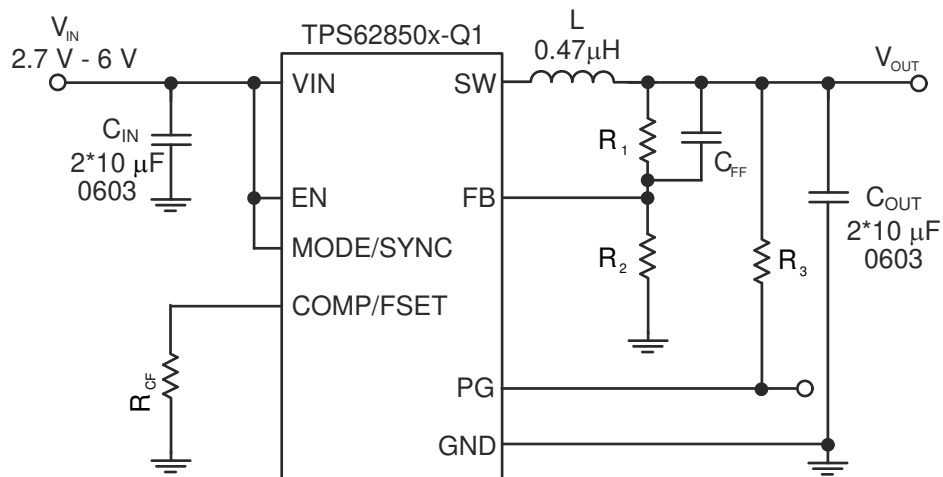 V_IN
2.7 V - 6 V
TPS62850x-Q1
L
0.47µH
V_OUT
VIN
SW
C_IN
2*10 µF
0603
R_1
C_FF
EN
FB
C_OUT
2*10 µF
0603
MODE/SYNC
R_2
R_3
COMP/FSET
R_CF
PG
GND